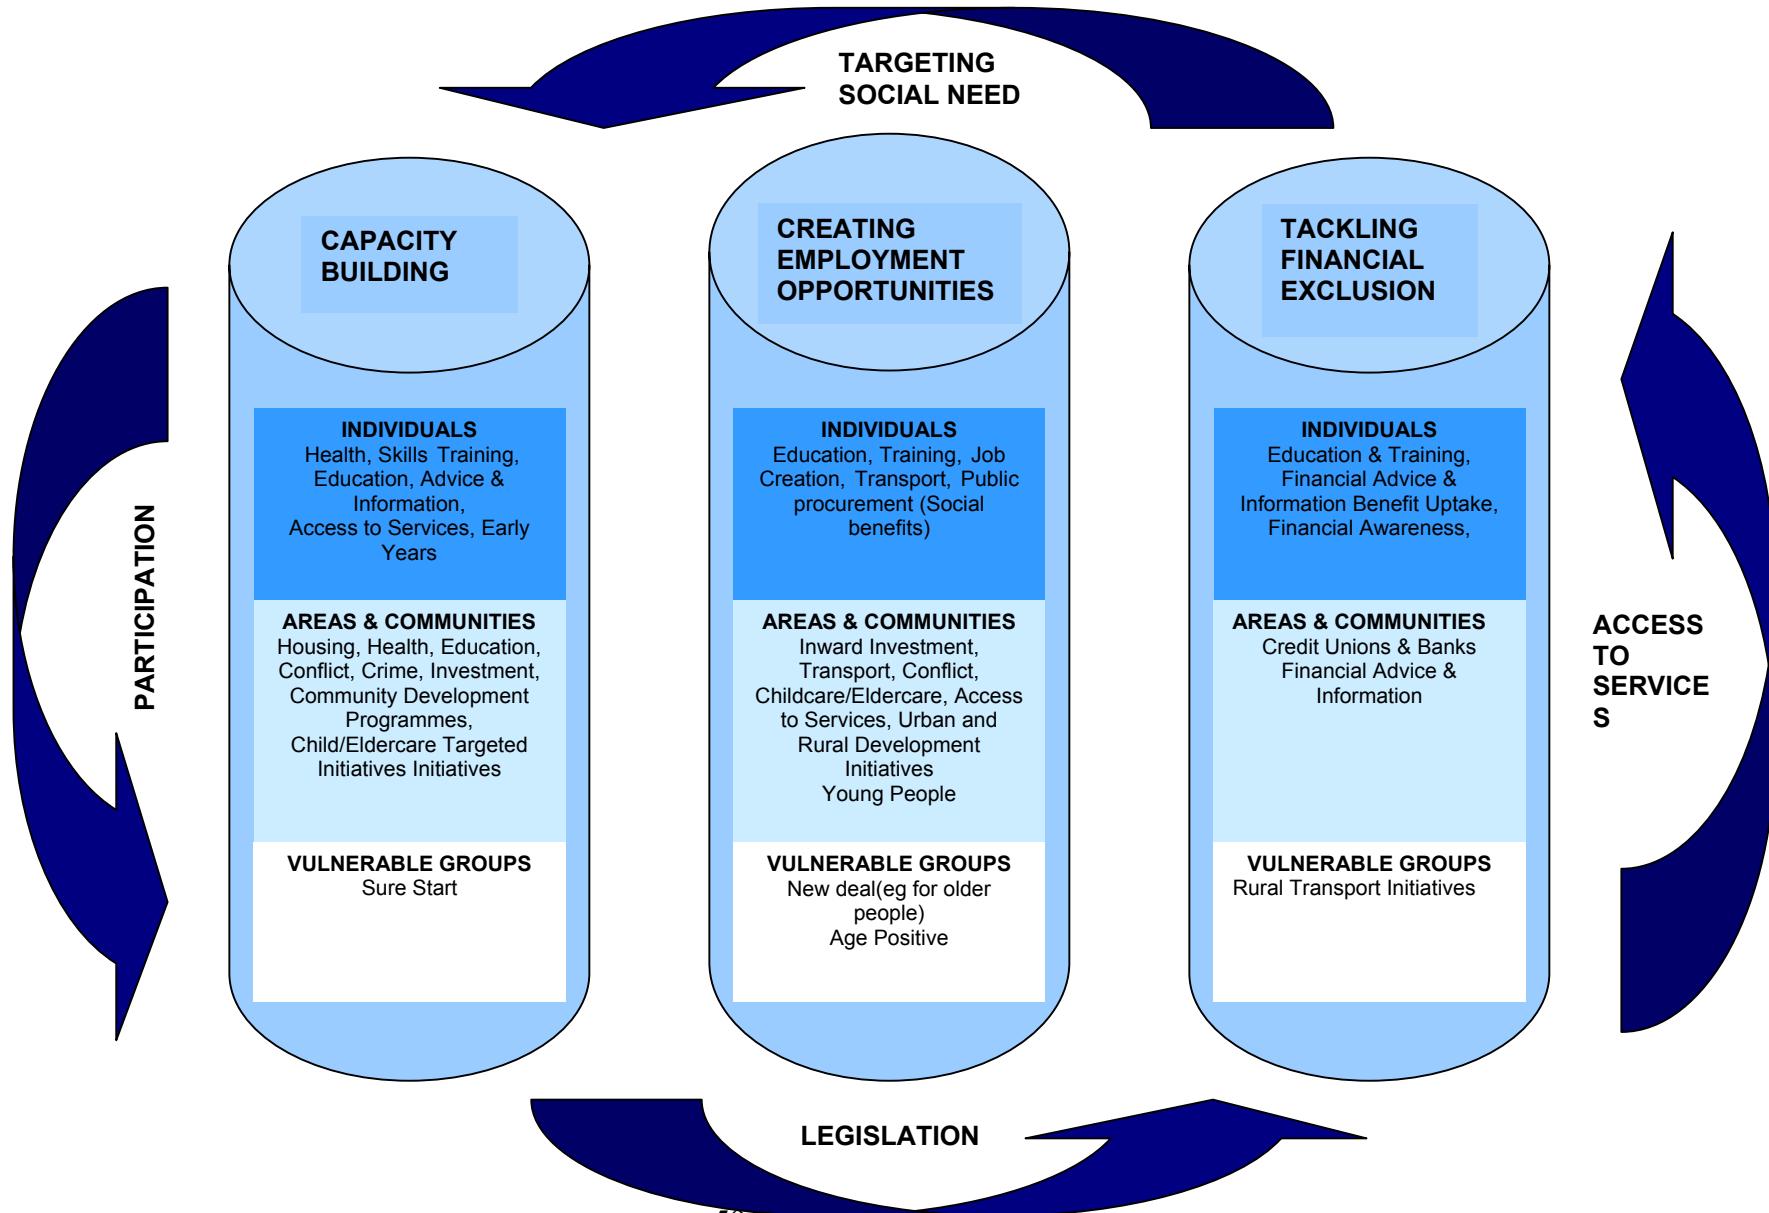 TARGETING
SOCIAL NEED
CAPACITY
BUILDING
CREATING
EMPLOYMENT
OPPORTUNITIES
TACKLING
FINANCIAL
EXCLUSION
PARTICIPATION
INDIVIDUALS
Health, Skills Training,
Education, Advice &
Information,
Access to Services, Early
Years
AREAS & COMMUNITIES
Housing, Health, Education,
Conflict, Crime, Investment,
Community Development
Programmes,
Child/Eldercare Targeted
Initiatives Initiatives
VULNERABLE GROUPS
Sure Start
INDIVIDUALS
Education, Training, Job
Creation, Transport, Public
procurement (Social
benefits)
AREAS & COMMUNITIES
Inward Investment,
Transport, Conflict,
Childcare/Eldercare, Access
to Services, Urban and
Rural Development
Initiatives
Young People
VULNERABLE GROUPS
New deal(eg for older
people)
Age Positive
INDIVIDUALS
Education & Training,
Financial Advice &
Information Benefit Uptake,
Financial Awareness,
AREAS & COMMUNITIES
Credit Unions & Banks
Financial Advice &
Information
VULNERABLE GROUPS
Rural Transport Initiatives
ACCESS
TO
SERVICE
S
LEGISLATION